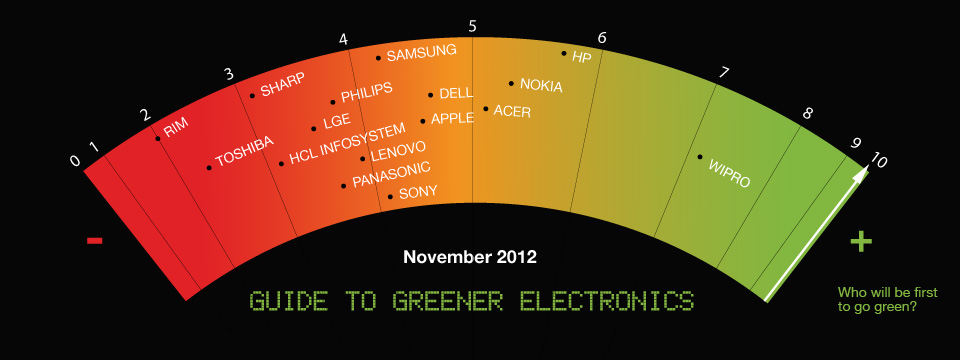 0
1
2
3
4
5
6
7
8
9
10
RIM
TOSHIBA
SHARP
HCL INFOSYSTEM
LGE
PHILIPS
PANASONIC
LENOVO
SAMSUNG
SONY
APPLE
DELL
ACER
NOKIA
HP
WIPRO
-
+
November 2012
GUIDE TO GREENER ELECTRONICS
Who will be first
to go green?